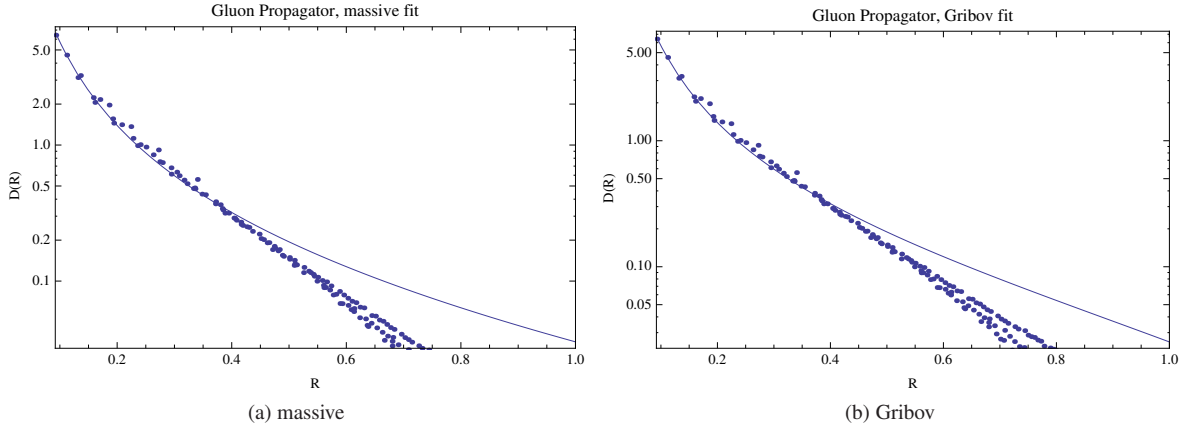 Gluon Propagator, massive fit
5.0
2.0
1.0
0.5
0.2
0.1
D(R)
0.2 0.4 0.6 0.8 1.0
R
(a) massive
Gluon Propagator, Gribov fit
5.00
1.00
0.50
0.10
0.05
D(R)
0.2 0.4 0.6 0.8 1.0
R
(b) Gribov